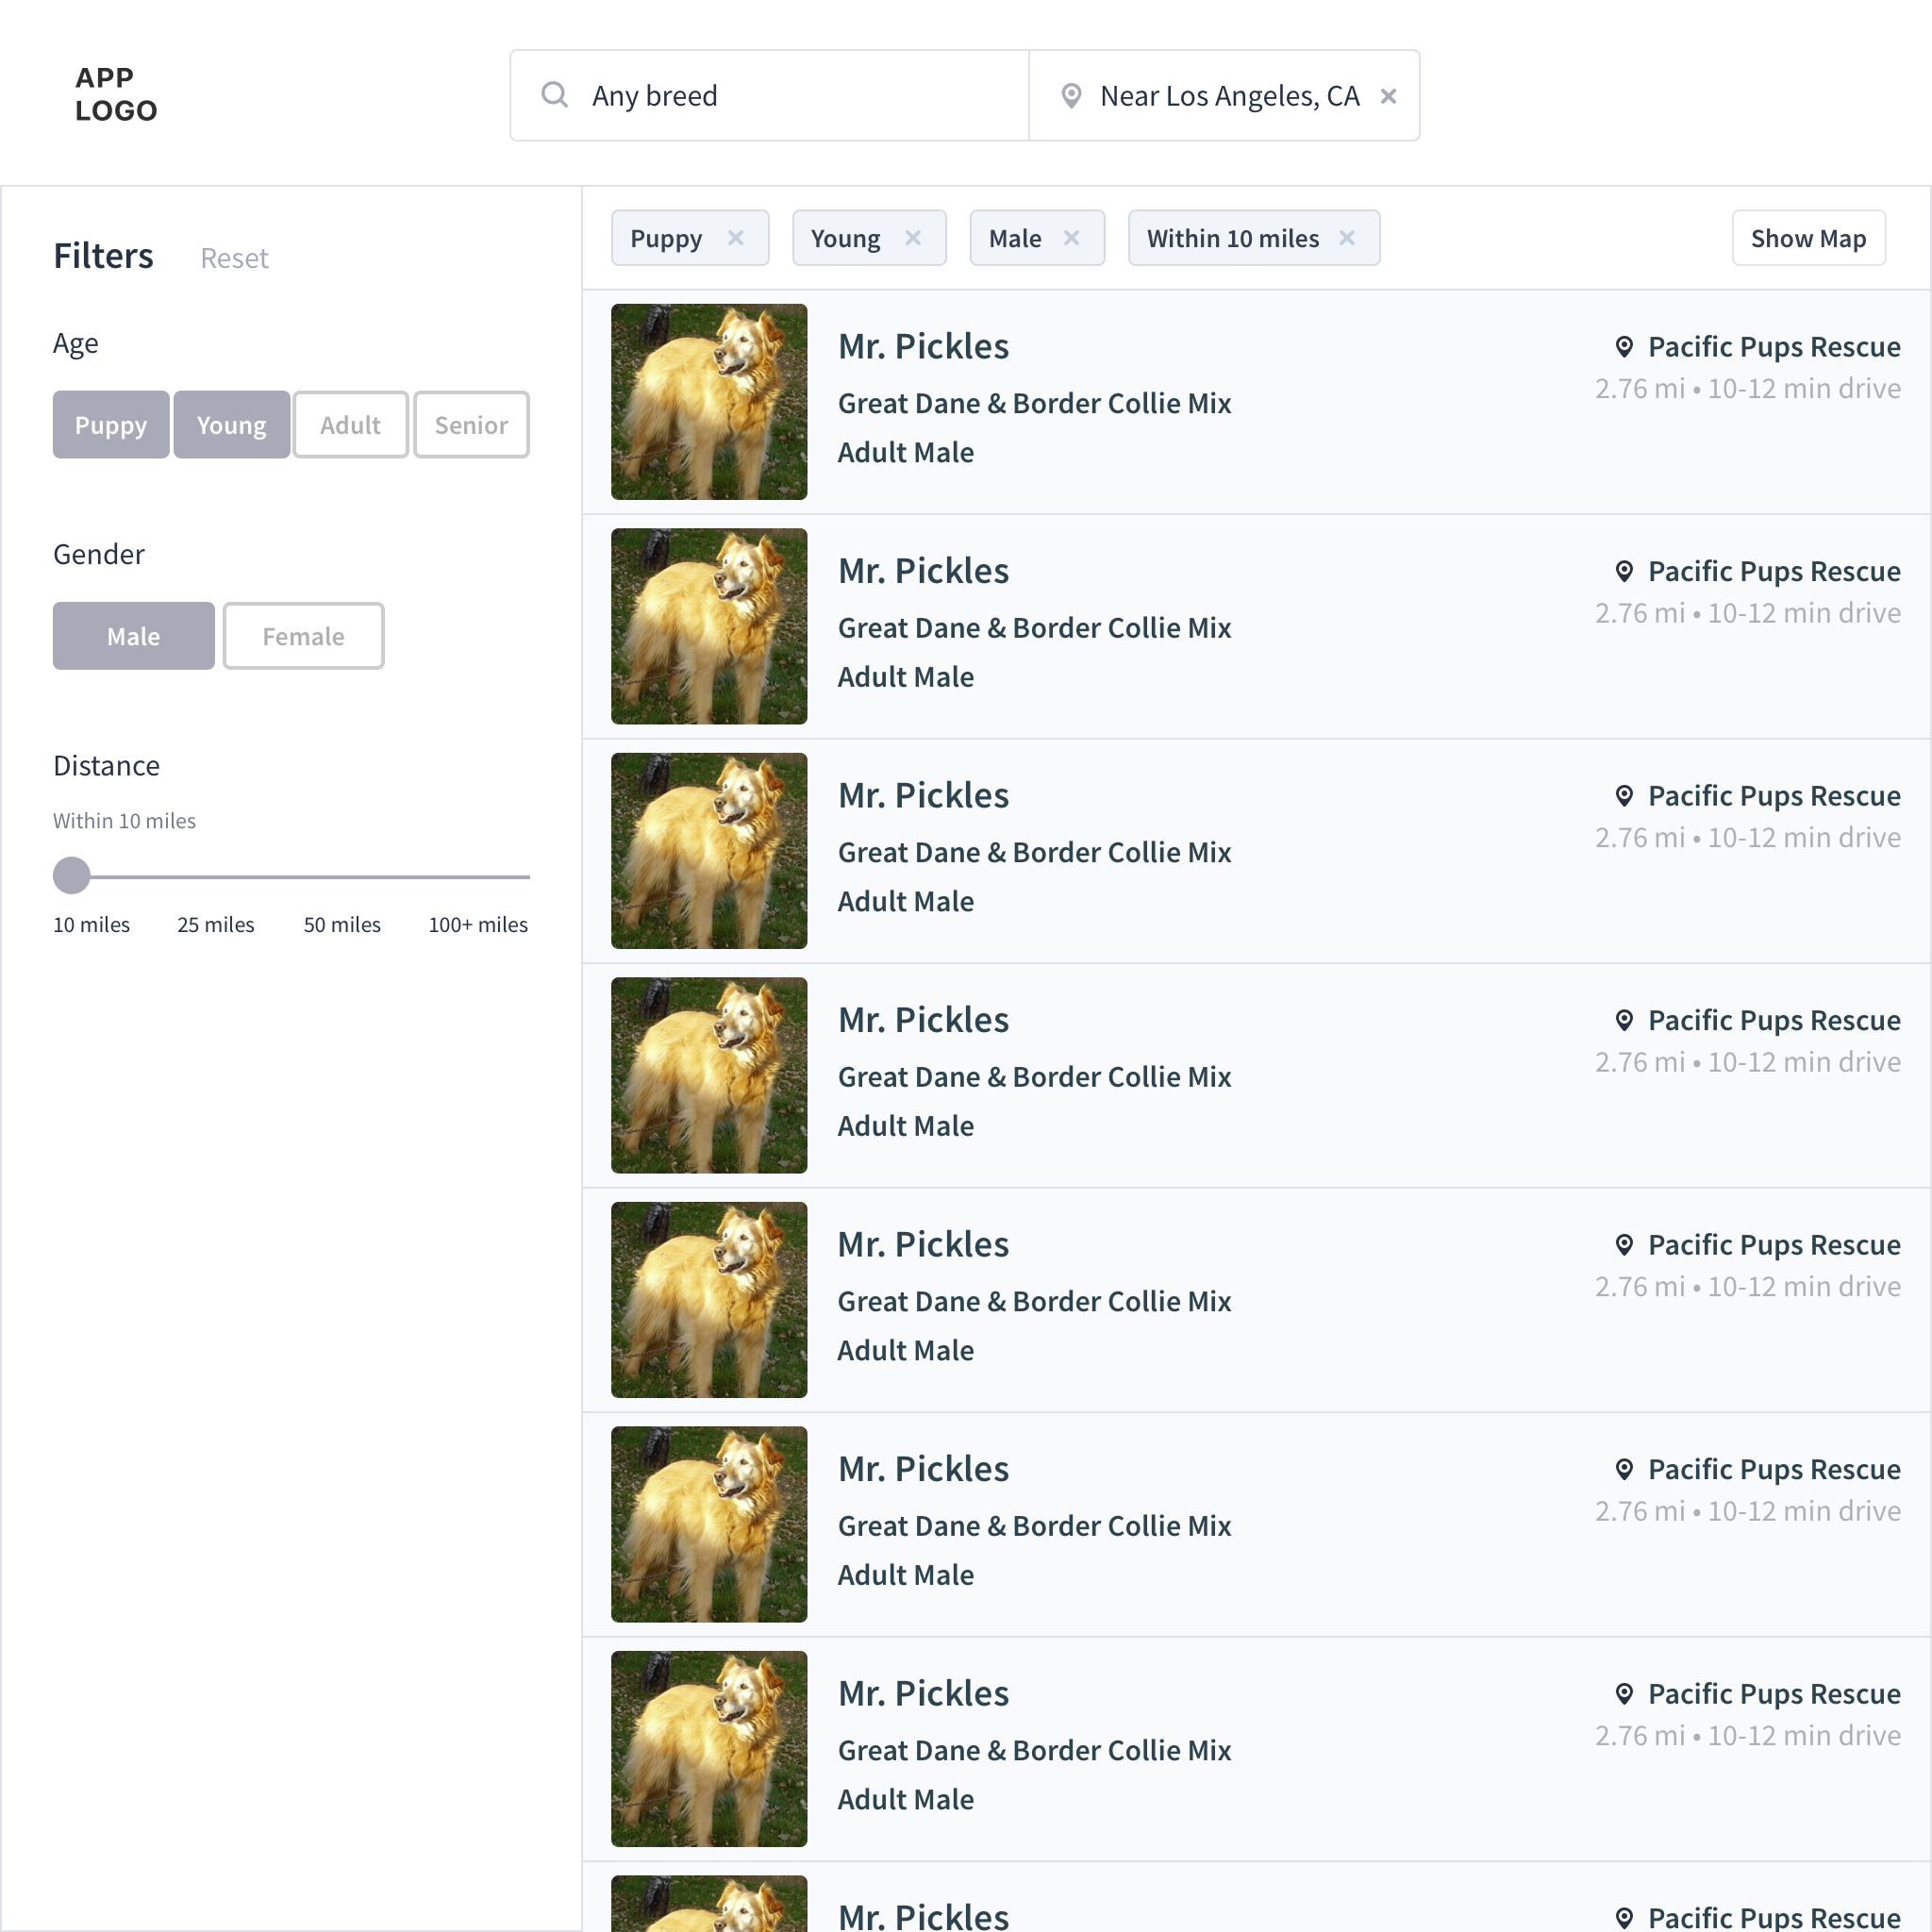 APP
LOGO
Any breed
Near Los Angeles, CA
Filters
Reset
Age
Puppy
Young
Adult
Senior
Gender
Male
Female
Distance
Within 10 miles
10 miles
25 miles
50 miles
100+ miles
Puppy
Young
Male
Within 10 miles
Show Map
Mr. Pickles
Great Dane & Border Collie Mix
Adult Male
Pacific Pups Rescue
2.76 mi • 10-12 min drive
Mr. Pickles
Great Dane & Border Collie Mix
Adult Male
Pacific Pups Rescue
2.76 mi • 10-12 min drive
Mr. Pickles
Great Dane & Border Collie Mix
Adult Male
Pacific Pups Rescue
2.76 mi • 10-12 min drive
Mr. Pickles
Great Dane & Border Collie Mix
Adult Male
Pacific Pups Rescue
2.76 mi • 10-12 min drive
Mr. Pickles
Great Dane & Border Collie Mix
Adult Male
Pacific Pups Rescue
2.76 mi • 10-12 min drive
Mr. Pickles
Great Dane & Border Collie Mix
Adult Male
Pacific Pups Rescue
2.76 mi • 10-12 min drive
Mr. Pickles
Great Dane & Border Collie Mix
Adult Male
Pacific Pups Rescue
2.76 mi • 10-12 min drive
Mr. Pickles
Pacific Pups Rescue